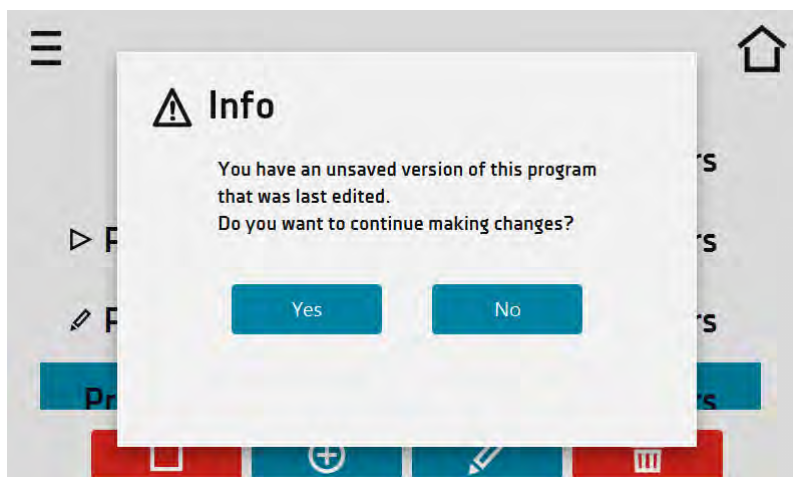 Info
You have an unsaved version of this program
that was last edited.
Do you want to continue making changes?
Yes No
Pr